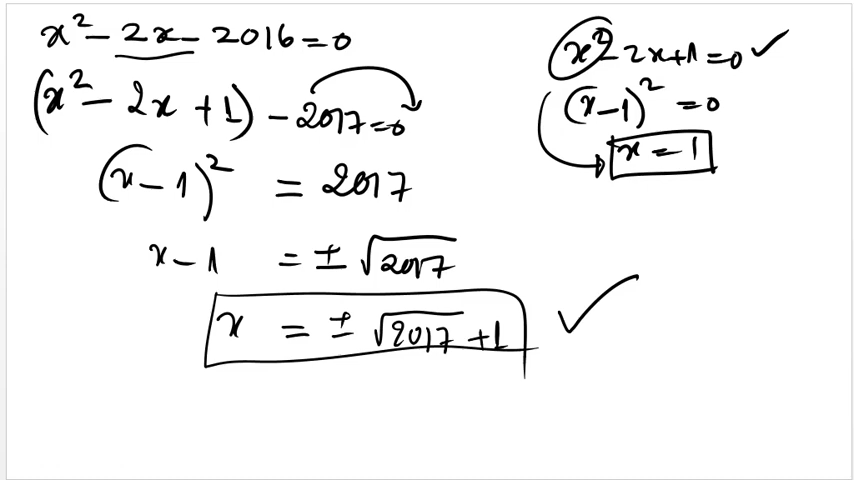 x² - 2x - 2016 = 0
(x² - 2x + 1) - 2017 = 0
(x - 1)² = 2017
x - 1 = ± √2017
x = ± √2017 + 1
x² - 2x + 1 = 0 ✓
(x - 1)² = 0
x = 1
✓